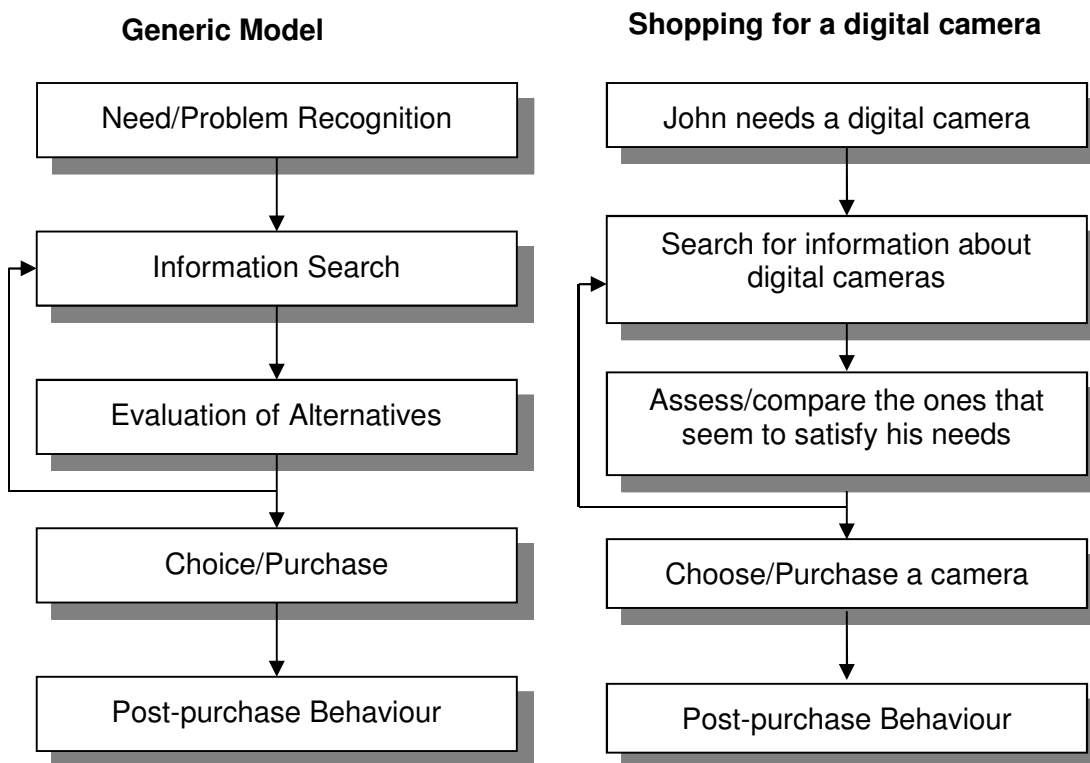 Generic Model
Need/Problem Recognition
Information Search
Evaluation of Alternatives
Choice/Purchase
Post-purchase Behaviour
Shopping for a digital camera
John needs a digital camera
Search for information about
digital cameras
Assess/compare the ones that
seem to satisfy his needs
Choose/Purchase a camera
Post-purchase Behaviour